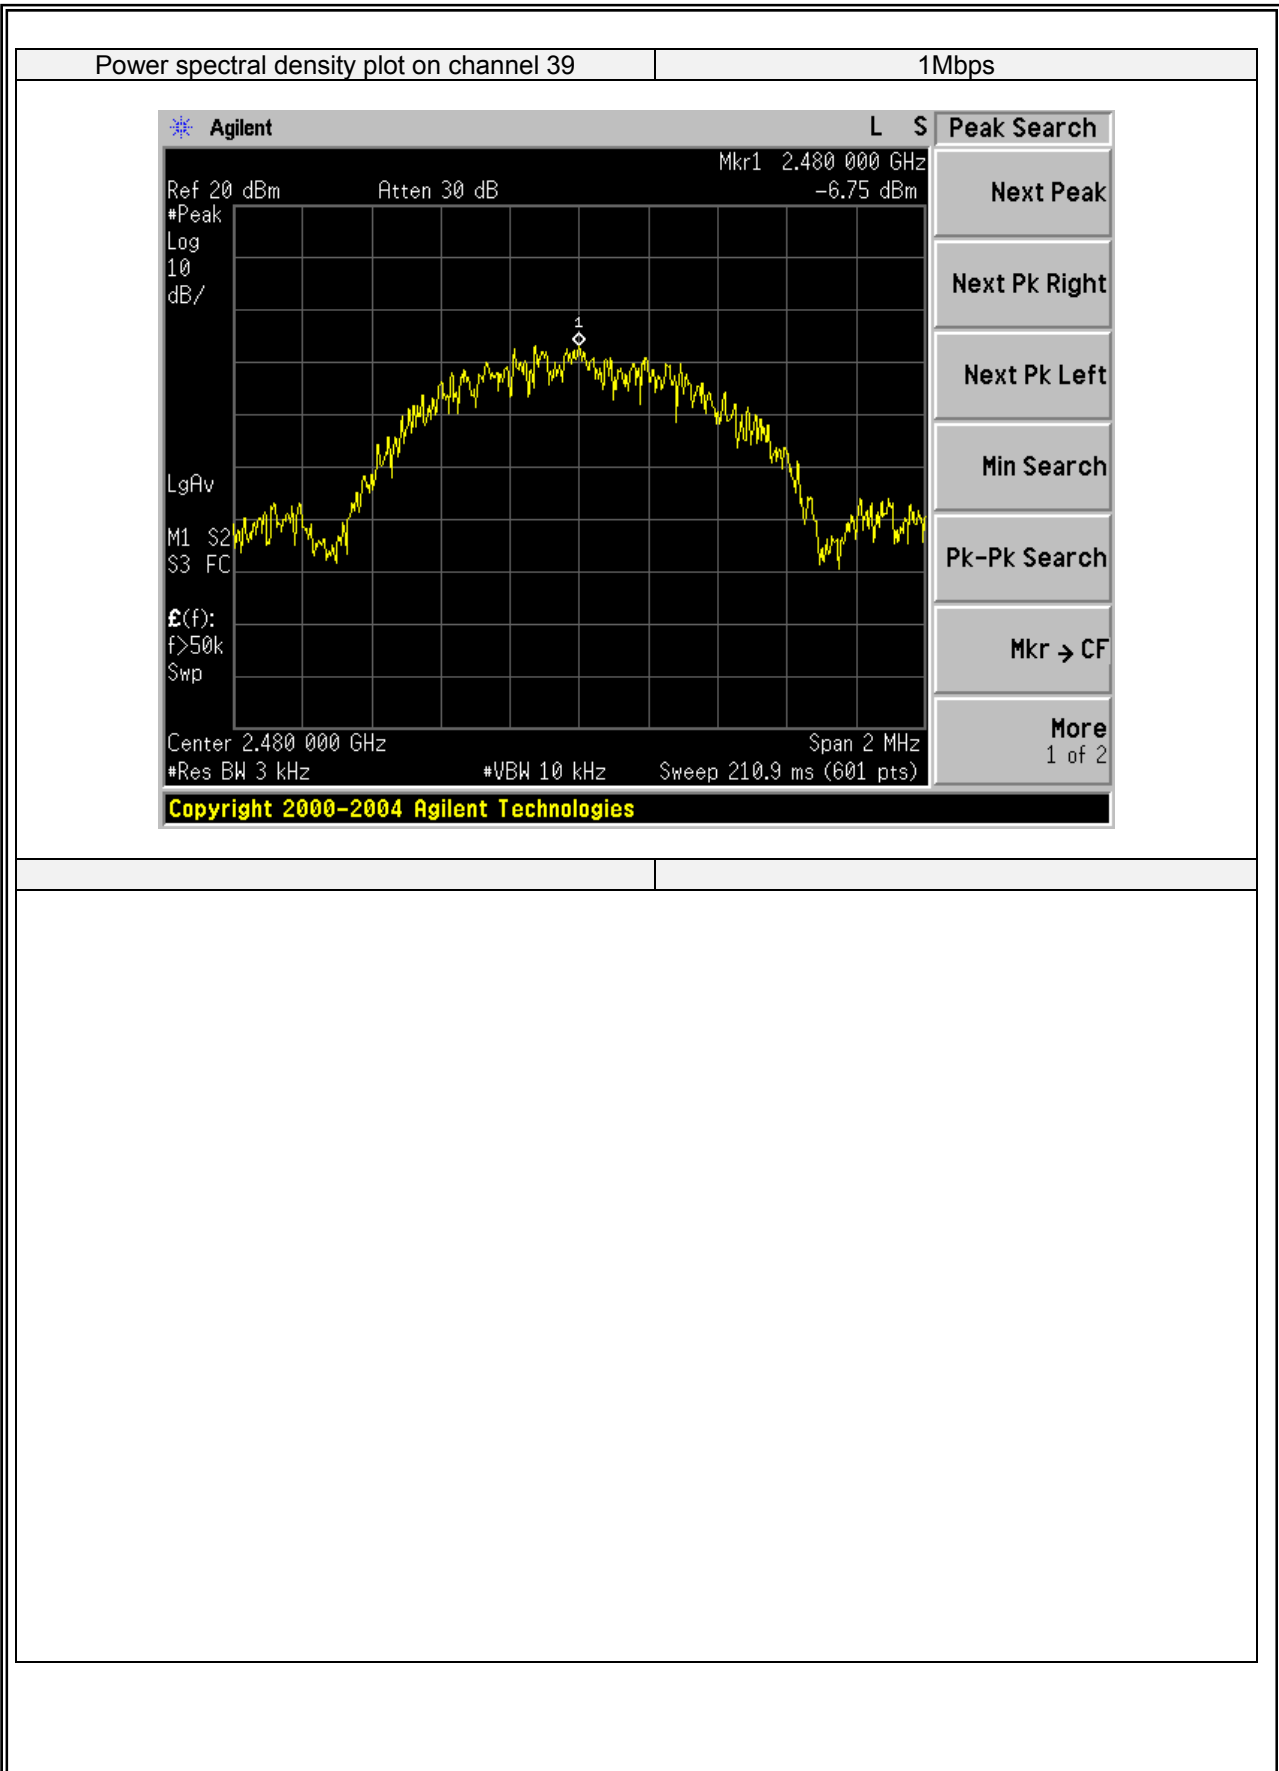 Power spectral density plot on channel 39 1Mbps
Agilent L S Peak Search
Mkr1 2.480 000 GHz
Ref 20 dBm Atten 30 dB -6.75 dBm
#Peak
Log
10
dB/
1
LgAv
M1 S2
S3 FC
£(f):
f>50k
Swp
Center 2.480 000 GHz Span 2 MHz
#Res BW 3 kHz #VBW 10 kHz Sweep 210.9 ms (601 pts)
Copyright 2000-2004 Agilent Technologies
Next Peak
Next Pk Right
Next Pk Left
Min Search
Pk-Pk Search
Mkr → CF
More
1 of 2